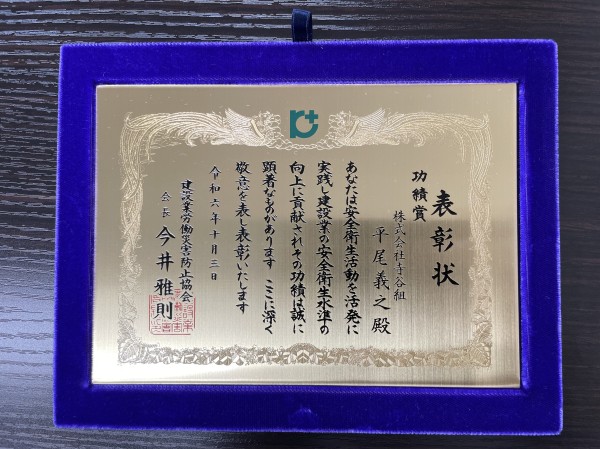 表彰状
功績賞
株式会社寺谷組
平尾義之殿
あなたは安全衛生活動を活発に
実践し建設業の安全衛生水準の
向上に貢献されその功績は誠に
顕著なものがあります ここに深く
敬意を表し表彰いたします
令和六年十月三日
建設業労働災害防止協会
会長 今井雅則